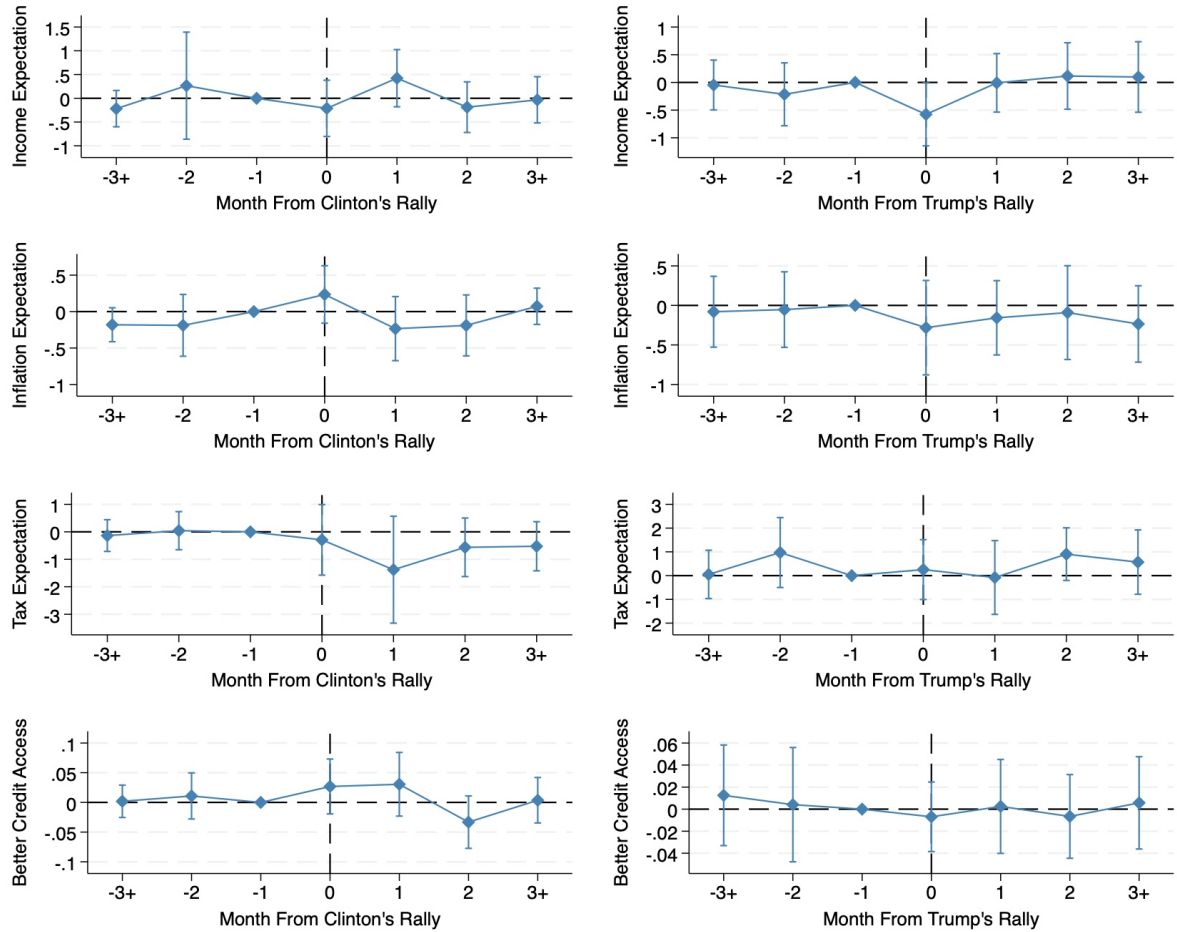 Income Expectation
1.5
1
.5
0
-.5
-1
-3+ -2 -1 0 1 2 3+
Month From Clinton's Rally
Income Expectation
1
.5
0
-.5
-1
-3+ -2 -1 0 1 2 3+
Month From Trump's Rally
Inflation Expectation
.5
0
-.5
-1
-3+ -2 -1 0 1 2 3+
Month From Clinton's Rally
Inflation Expectation
.5
0
-.5
-1
-3+ -2 -1 0 1 2 3+
Month From Trump's Rally
Tax Expectation
1
0
-1
-2
-3
-3+ -2 -1 0 1 2 3+
Month From Clinton's Rally
Tax Expectation
3
2
1
0
-1
-2
-3+ -2 -1 0 1 2 3+
Month From Trump's Rally
Better Credit Access
.1
.05
0
-.05
-.1
-3+ -2 -1 0 1 2 3+
Month From Clinton's Rally
Better Credit Access
.06
.04
.02
0
-.02
-.04
-3+ -2 -1 0 1 2 3+
Month From Trump's Rally